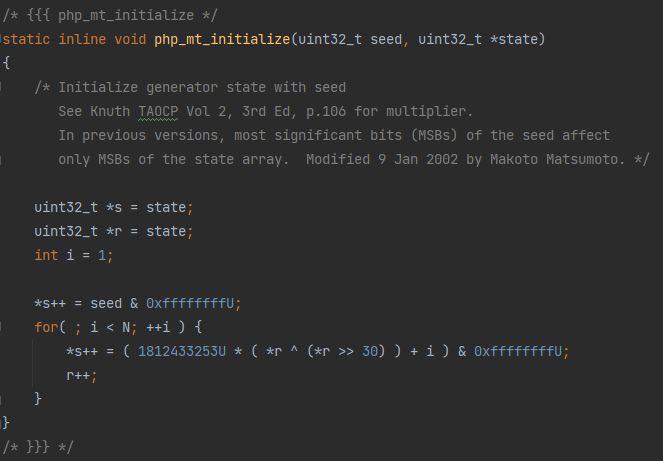 /* {{{ php_mt_initialize */
static inline void php_mt_initialize(uint32_t seed, uint32_t *state)
{
    /* Initialize generator state with seed
       See Knuth TAOCP Vol 2, 3rd Ed, p.106 for multiplier.
       In previous versions, most significant bits (MSBs) of the seed affect
       only MSBs of the state array.  Modified 9 Jan 2002 by Makoto Matsumoto. */

    uint32_t *s = state;
    uint32_t *r = state;
    int i = 1;

    *s++ = seed & 0xffffffffU;
    for( ; i < N; ++i ) {
        *s++ = ( 1812433253U * ( *r ^ (*r >> 30) ) + i ) & 0xffffffffU;
        r++;
    }
}
/* }}} */